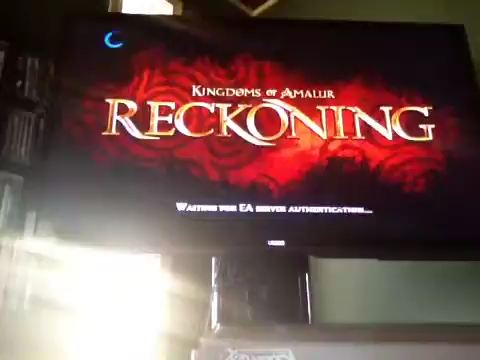 KINGDOMS OF AMALUR
RECKONING
WAITING FOR EA SERVER AUTHENTICATION...